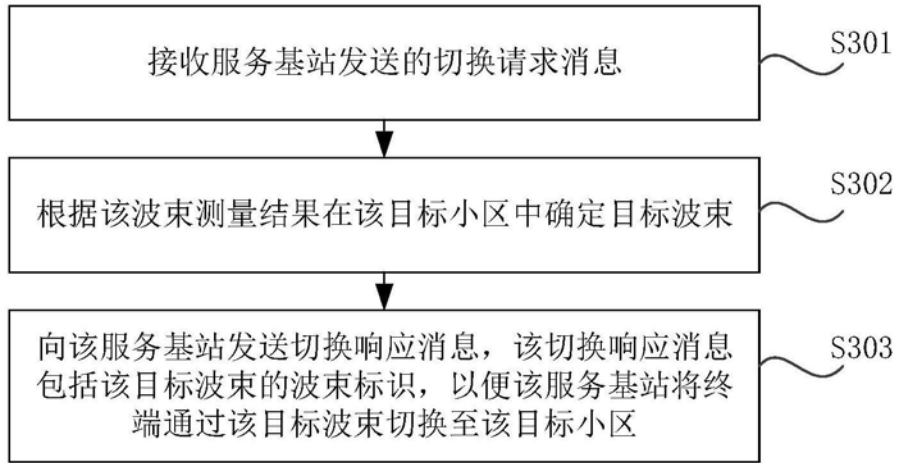 接收服务基站发送的切换请求消息
S301
根据该波束测量结果在该目标小区中确定目标波束
S302
向该服务基站发送切换响应消息，该切换响应消息
包括该目标波束的波束标识，以便该服务基站将终
端通过该目标波束切换至该目标小区
S303